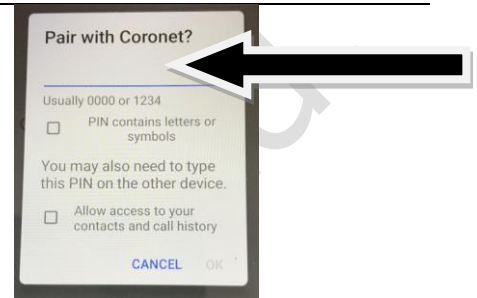 Pair with Coronet?
Usually 0000 or 1234
PIN contains letters or
symbols
You may also need to type
this PIN on the other device.
Allow access to your
contacts and call history
CANCEL OK